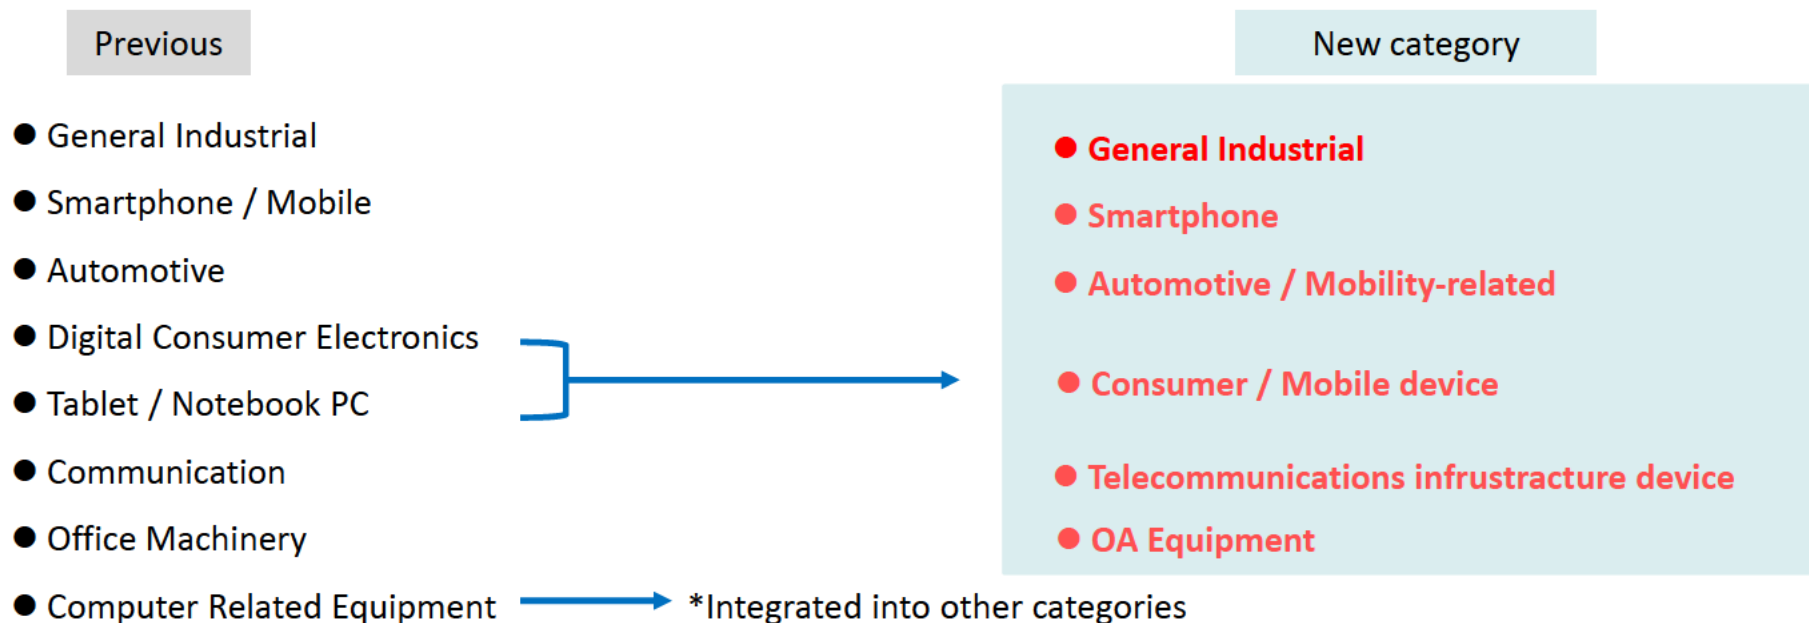 Previous
● General Industrial
● Smartphone / Mobile
● Automotive
● Digital Consumer Electronics
● Tablet / Notebook PC
● Communication
● Office Machinery
● Computer Related Equipment
*Integrated into other categories
New category
● General Industrial
● Smartphone
● Automotive / Mobility-related
● Consumer / Mobile device
● Telecommunications infrustracture device
● OA Equipment